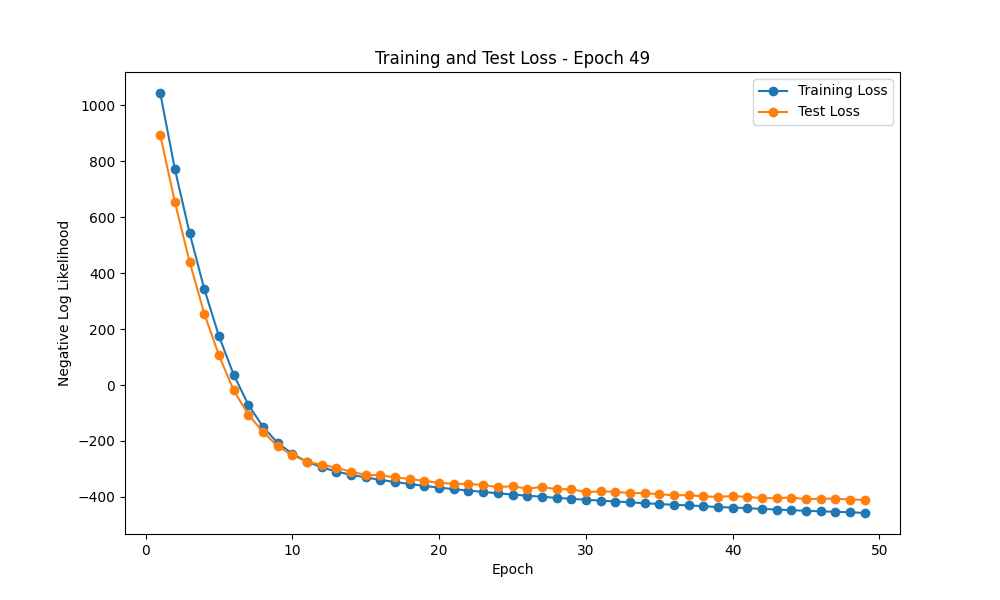 Training and Test Loss - Epoch 49
Training Loss
Test Loss
Negative Log Likelihood
1000
800
600
400
200
0
−200
−400
0
10
20
30
40
50
Epoch